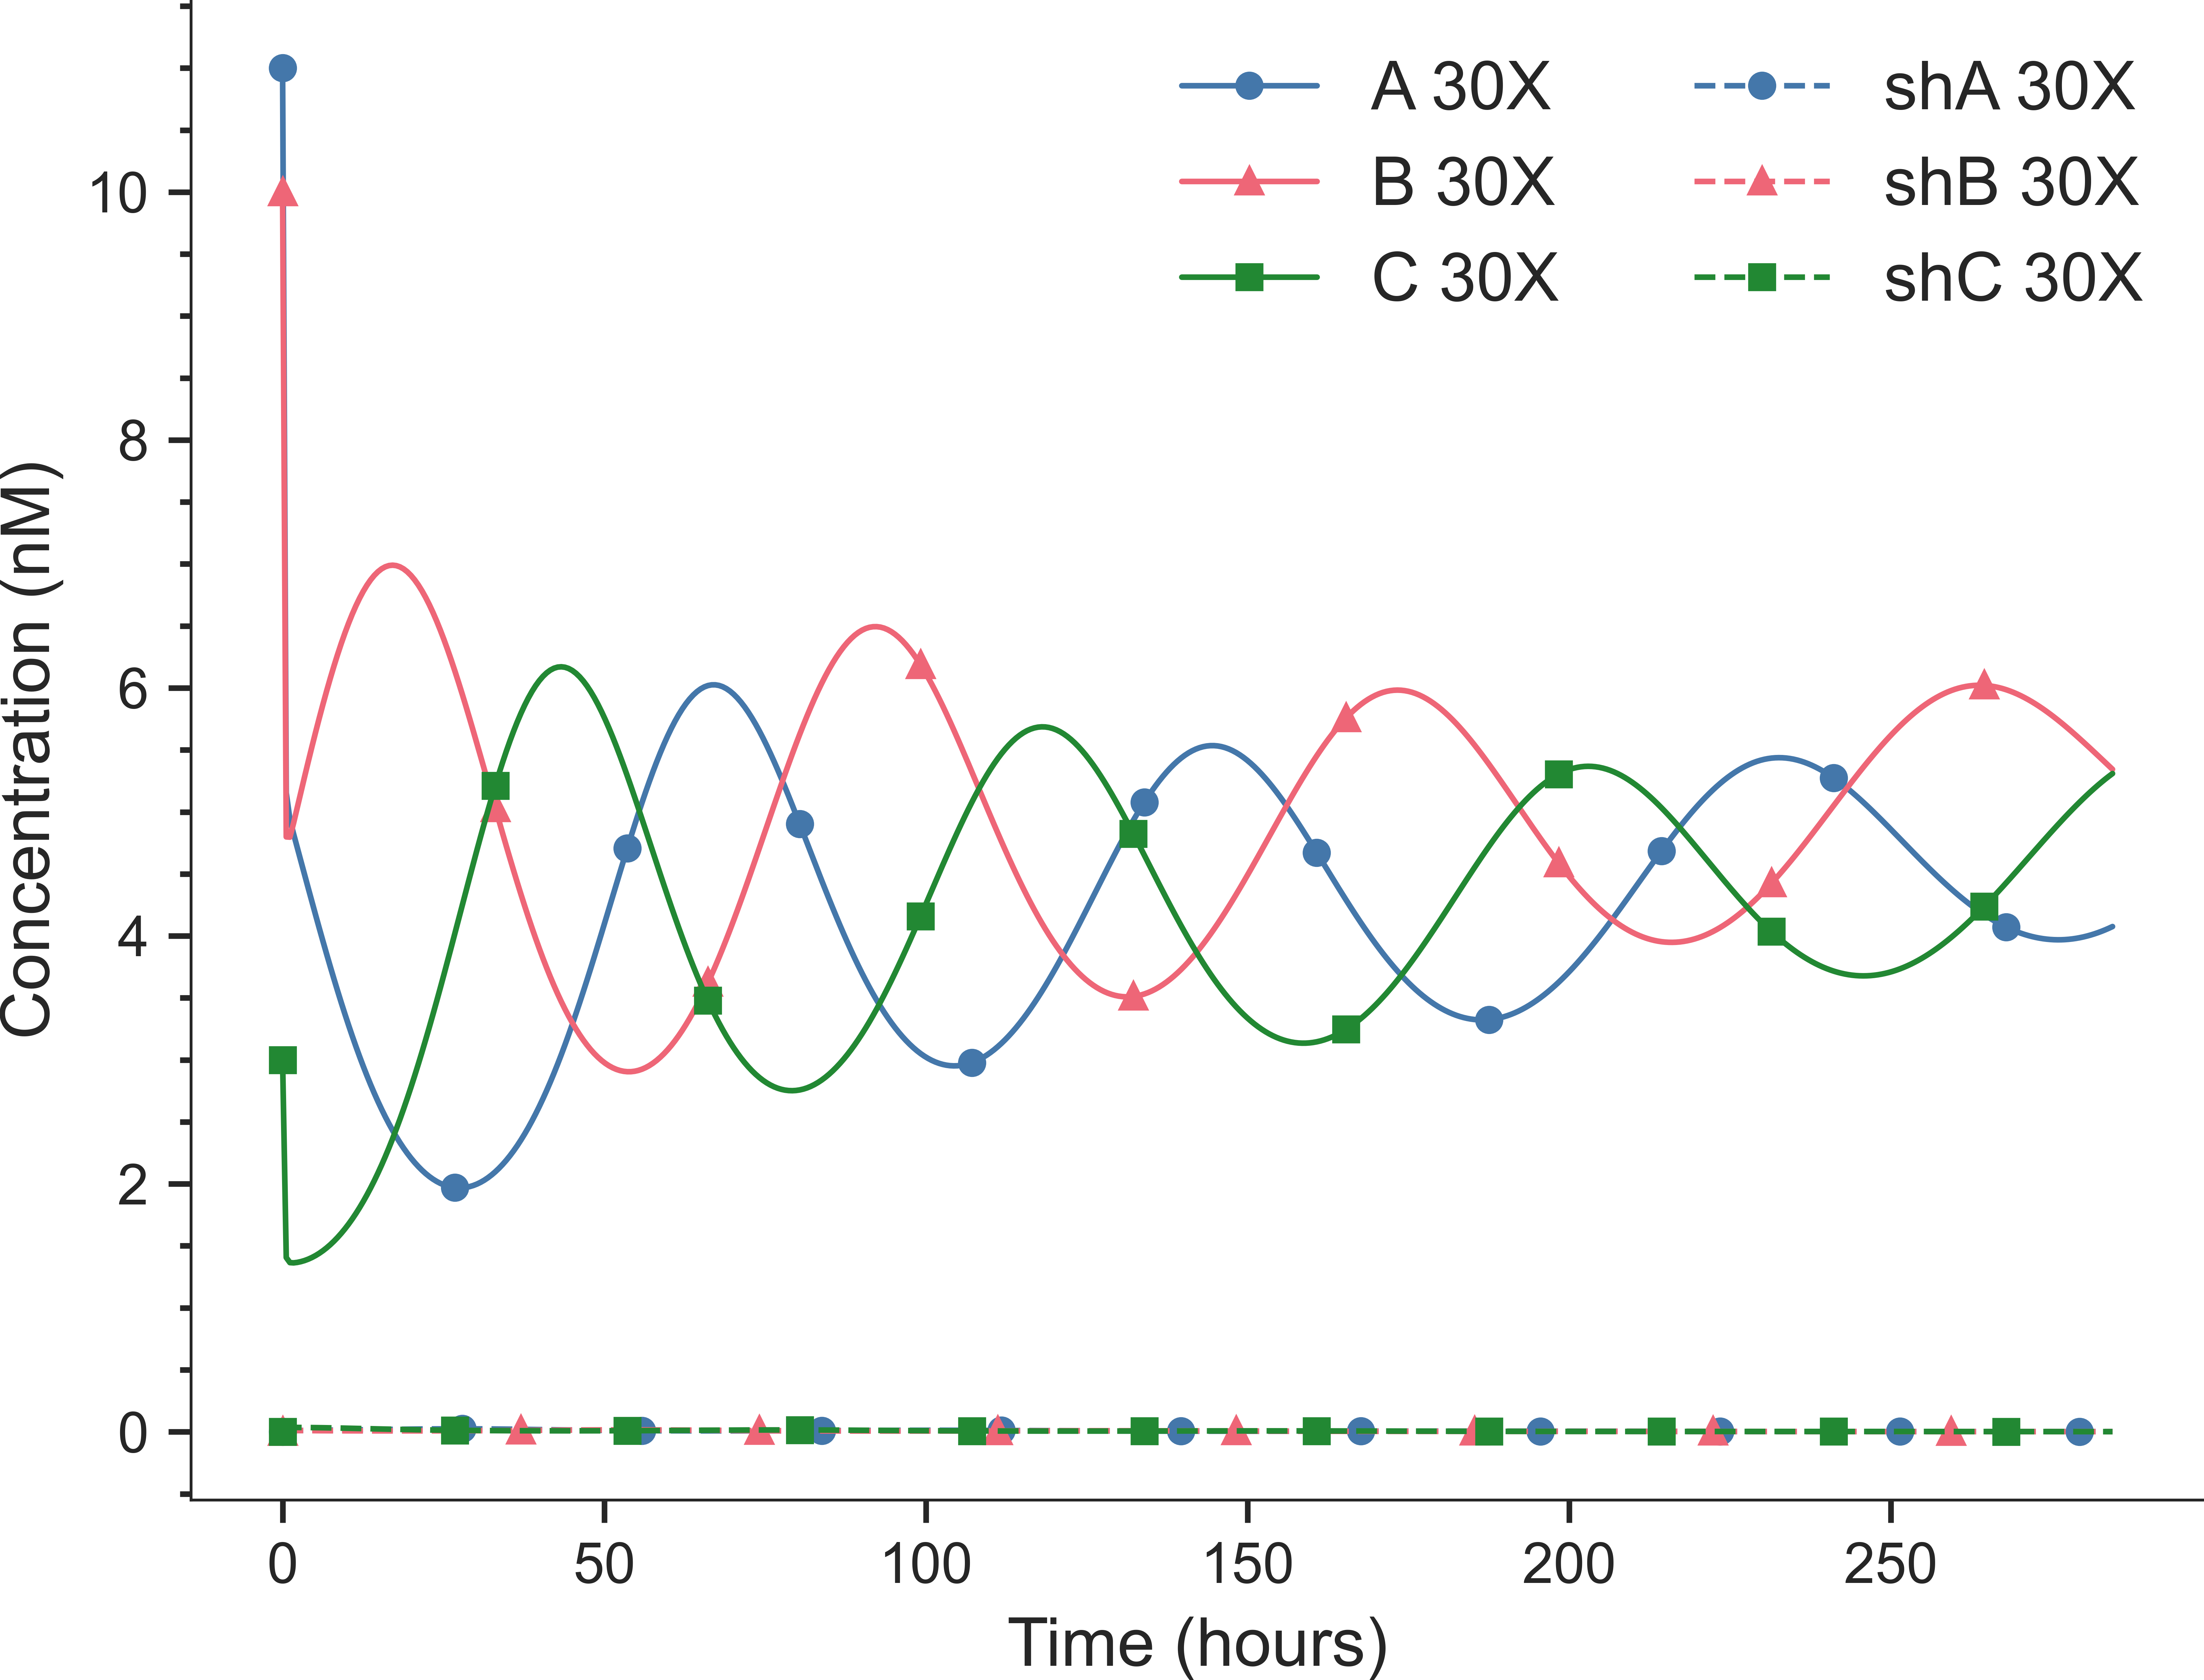 A 30X
shA 30X
B 30X
shB 30X
C 30X
shC 30X
Concentration (nM)
10
8
6
4
2
0
0
50
100
150
200
250
Time (hours)